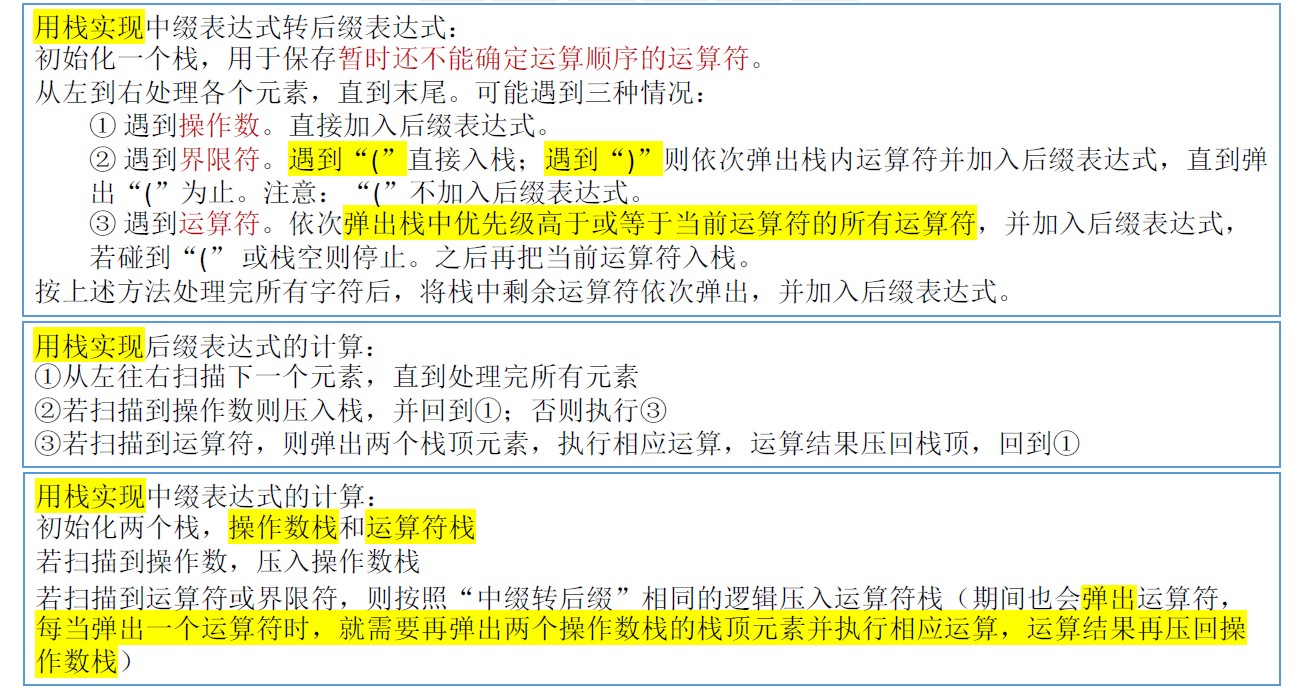 用栈实现中缀表达式转后缀表达式：
初始化一个栈，用于保存暂时还不能确定运算顺序的运算符。
从左到右处理各个元素，直到末尾。可能遇到三种情况：
① 遇到操作数。直接加入后缀表达式。
② 遇到界限符。遇到“(”直接入栈；遇到“)”则依次弹出栈内运算符并加入后缀表达式，直到弹
出“(”为止。注意：“(”不加入后缀表达式。
③ 遇到运算符。依次弹出栈中优先级高于或等于当前运算符的所有运算符，并加入后缀表达式，
若碰到“(” 或栈空则停止。之后再把当前运算符入栈。
按上述方法处理完所有字符后，将栈中剩余运算符依次弹出，并加入后缀表达式。
用栈实现后缀表达式的计算：
①从左往右扫描下一个元素，直到处理完所有元素
②若扫描到操作数则压入栈，并回到①；否则执行③
③若扫描到运算符，则弹出两个栈顶元素，执行相应运算，运算结果压回栈顶，回到①
用栈实现中缀表达式的计算：
初始化两个栈，操作数栈和运算符栈
若扫描到操作数，压入操作数栈
若扫描到运算符或界限符，则按照“中缀转后缀”相同的逻辑压入运算符栈（期间也会弹出运算符，
每当弹出一个运算符时，就需要再弹出两个操作数栈的栈顶元素并执行相应运算，运算结果再压回操
作数栈）